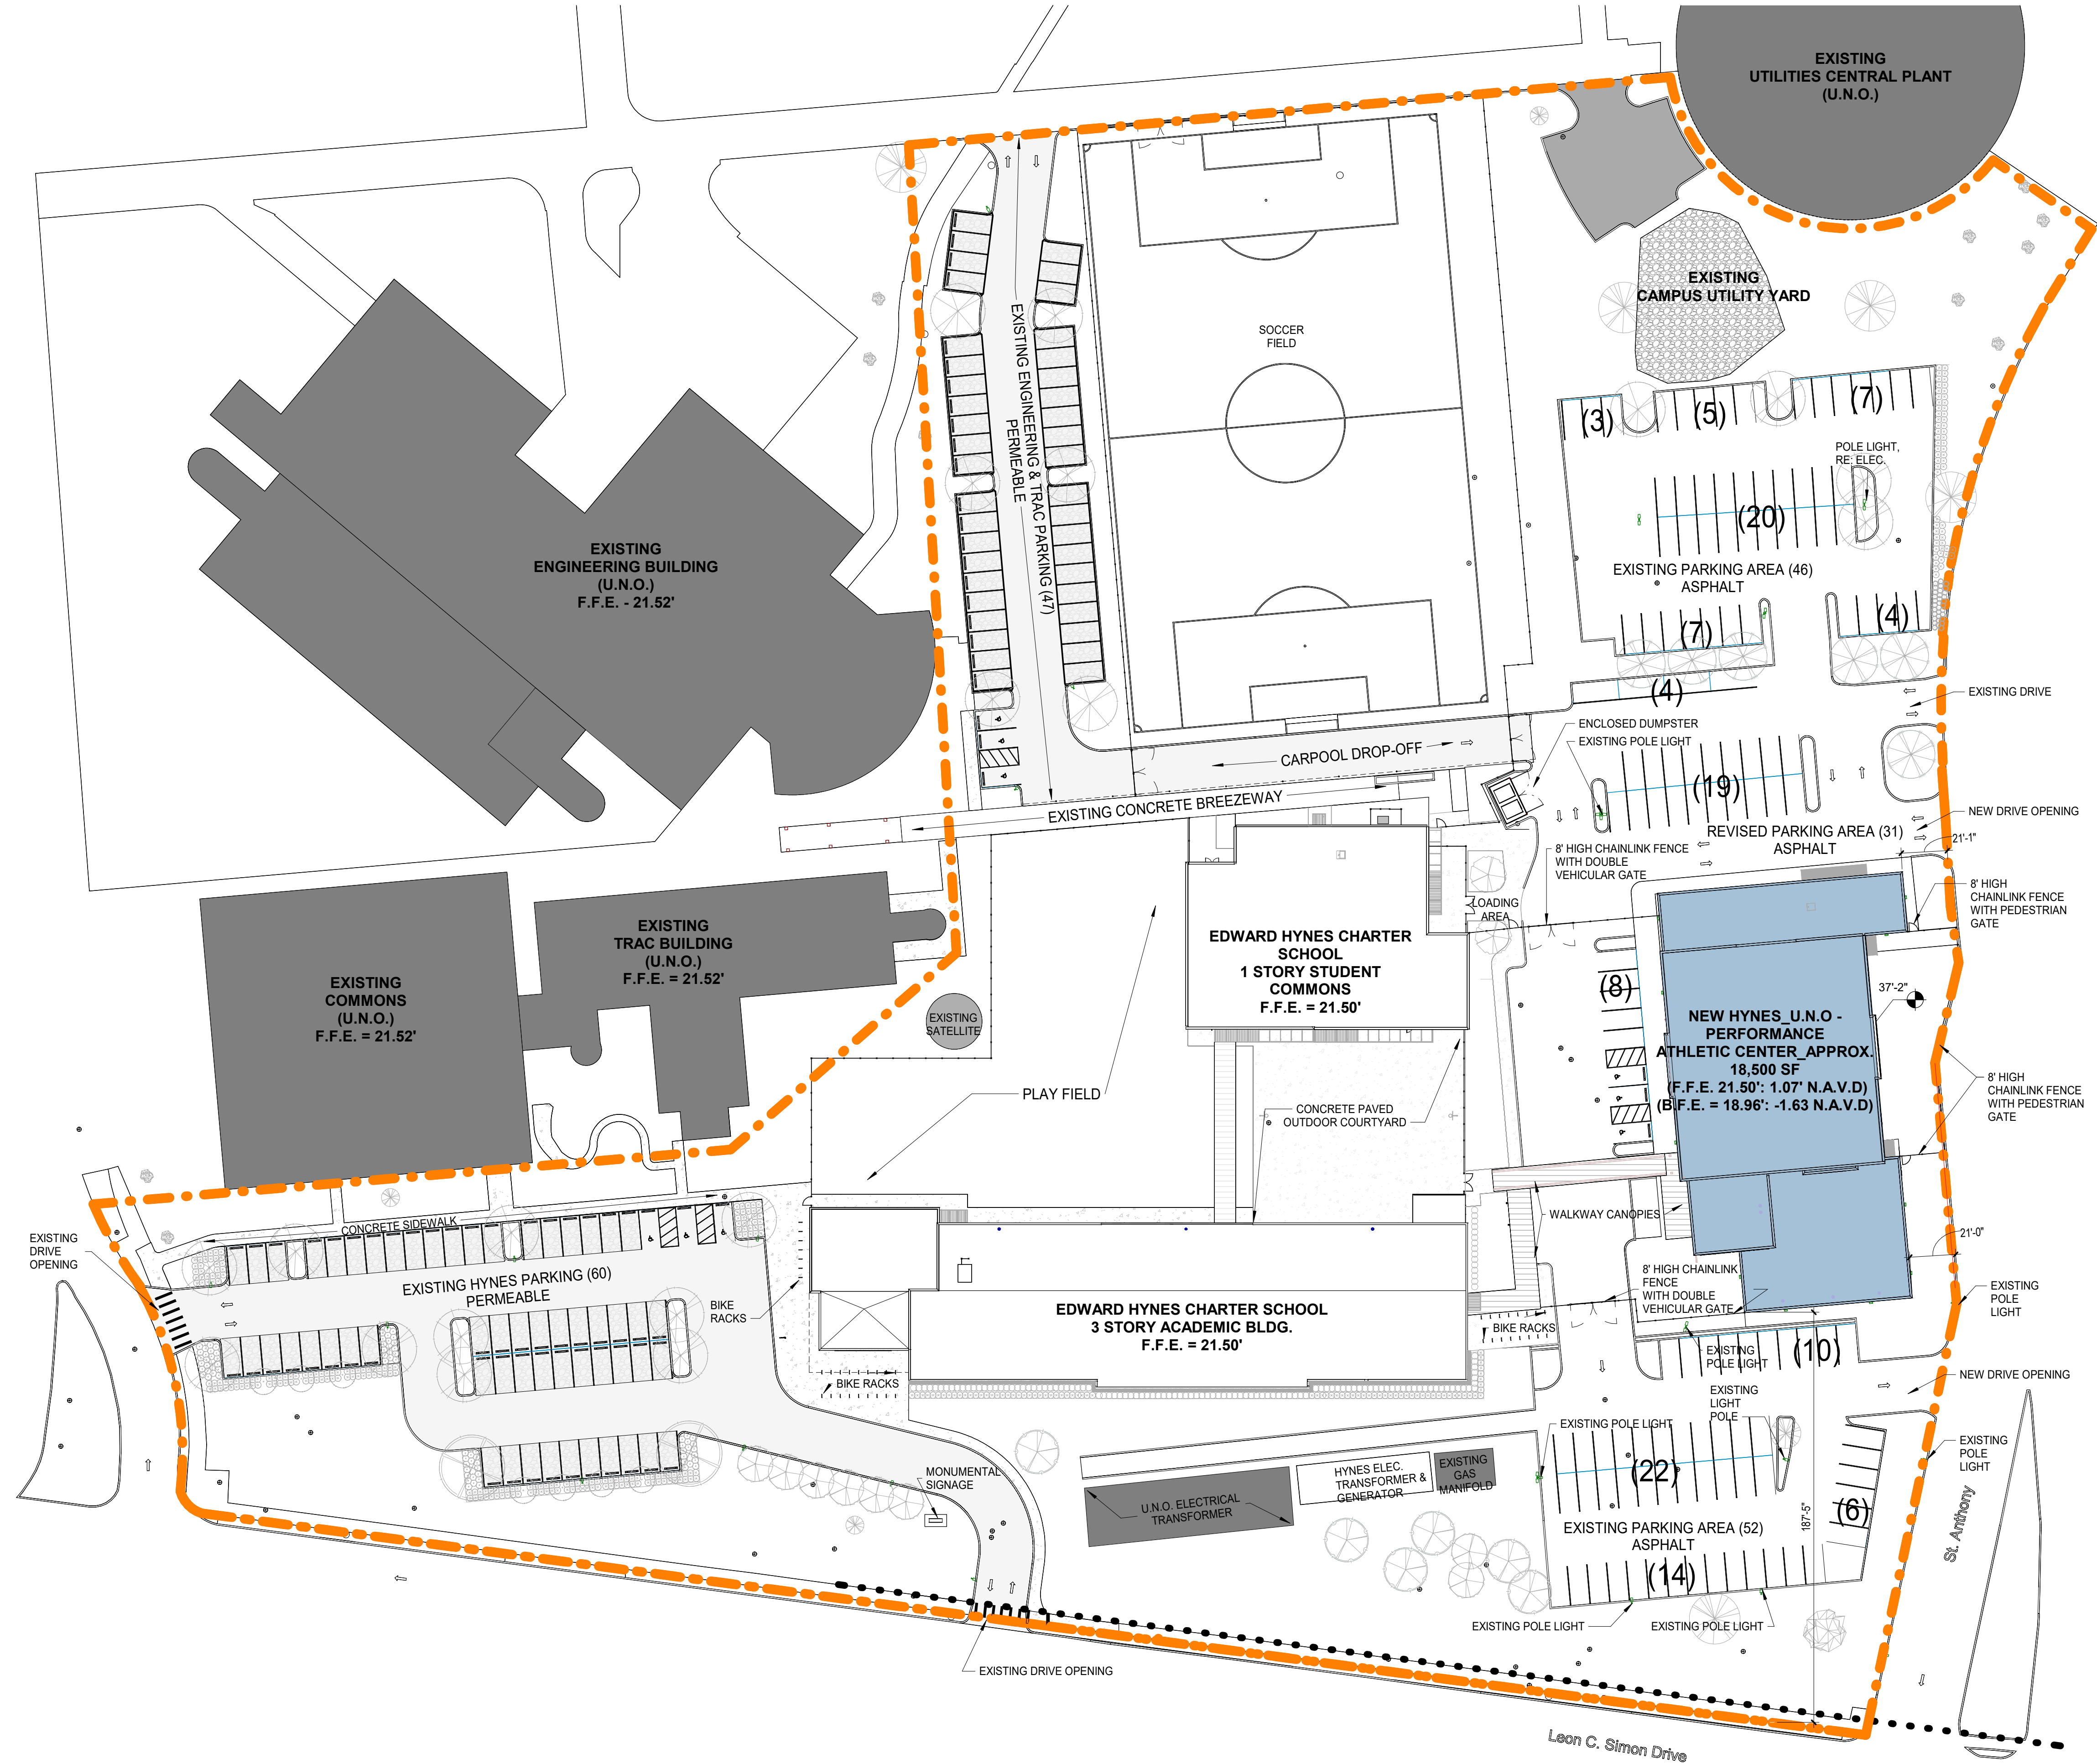 EXISTING
UTILITIES CENTRAL PLANT
(U.N.O.)
EXISTING
CAMPUS UTILITY YARD
SOCCER
FIELD
EXISTING ENGINEERING & TRAC PARKING (47)
PERMEABLE
(3)
(5)
(7)
POLE LIGHT,
RE: ELEC.
(20)
EXISTING PARKING AREA (46)
ASPHALT
(7)
(4)
(4)
EXISTING DRIVE
EXISTING
ENGINEERING BUILDING
(U.N.O.)
F.F.E. - 21.52'
ENCLOSED DUMPSTER
EXISTING POLE LIGHT
CARPOOL DROP-OFF
EXISTING CONCRETE BREEZEWAY
(19)
NEW DRIVE OPENING
REVISED PARKING AREA (31)
ASPHALT
21'-1"
8' HIGH CHAINLINK FENCE
WITH DOUBLE
VEHICULAR GATE
8' HIGH
CHAINLINK FENCE
WITH PEDESTRIAN
GATE
LOADING
AREA
EXISTING
TRAC BUILDING
(U.N.O.)
F.F.E. = 21.52'
EXISTING
COMMONS
(U.N.O.)
F.F.E. = 21.52'
EXISTING
SATELLITE
EDWARD HYNES CHARTER
SCHOOL
1 STORY STUDENT
COMMONS
F.F.E. = 21.50'
(8)
37'-2"
NEW HYNES_U.N.O -
PERFORMANCE
ATHLETIC CENTER_APPROX.
18,500 SF
(F.F.E. 21.50': 1.07' N.A.V.D)
(B.F.E. = 18.96': -1.63 N.A.V.D)
8' HIGH
CHAINLINK FENCE
WITH PEDESTRIAN
GATE
PLAY FIELD
CONCRETE PAVED
OUTDOOR COURTYARD
WALKWAY CANOPIES
21'-0"
CONCRETE SIDEWALK
EXISTING
DRIVE
OPENING
EXISTING HYNES PARKING (60)
PERMEABLE
BIKE
RACKS
8' HIGH CHAINLINK
FENCE
WITH DOUBLE
VEHICULAR GATE
EXISTING
POLE
LIGHT
EDWARD HYNES CHARTER SCHOOL
3 STORY ACADEMIC BLDG.
F.F.E. = 21.50'
BIKE RACKS
EXISTING
POLE LIGHT
(10)
BIKE RACKS
NEW DRIVE OPENING
EXISTING
LIGHT
POLE
EXISTING POLE LIGHT
EXISTING
POLE
LIGHT
MONUMENTAL
SIGNAGE
HYNES ELEC.
TRANSFORMER &
GENERATOR
EXISTING
GAS
MANIFOLD
U.N.O. ELECTRICAL
TRANSFORMER
(22)
(6)
187'-5"
St. Anthony
EXISTING PARKING AREA (52)
ASPHALT
(14)
EXISTING POLE LIGHT
EXISTING POLE LIGHT
EXISTING DRIVE OPENING
Leon C. Simon Drive